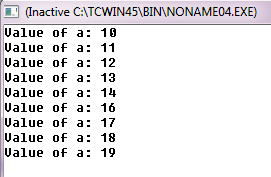 (Inactive C:\TCWIN45\BIN\NONAME04.EXE)
Value of a: 10
Value of a: 11
Value of a: 12
Value of a: 13
Value of a: 14
Value of a: 16
Value of a: 17
Value of a: 18
Value of a: 19